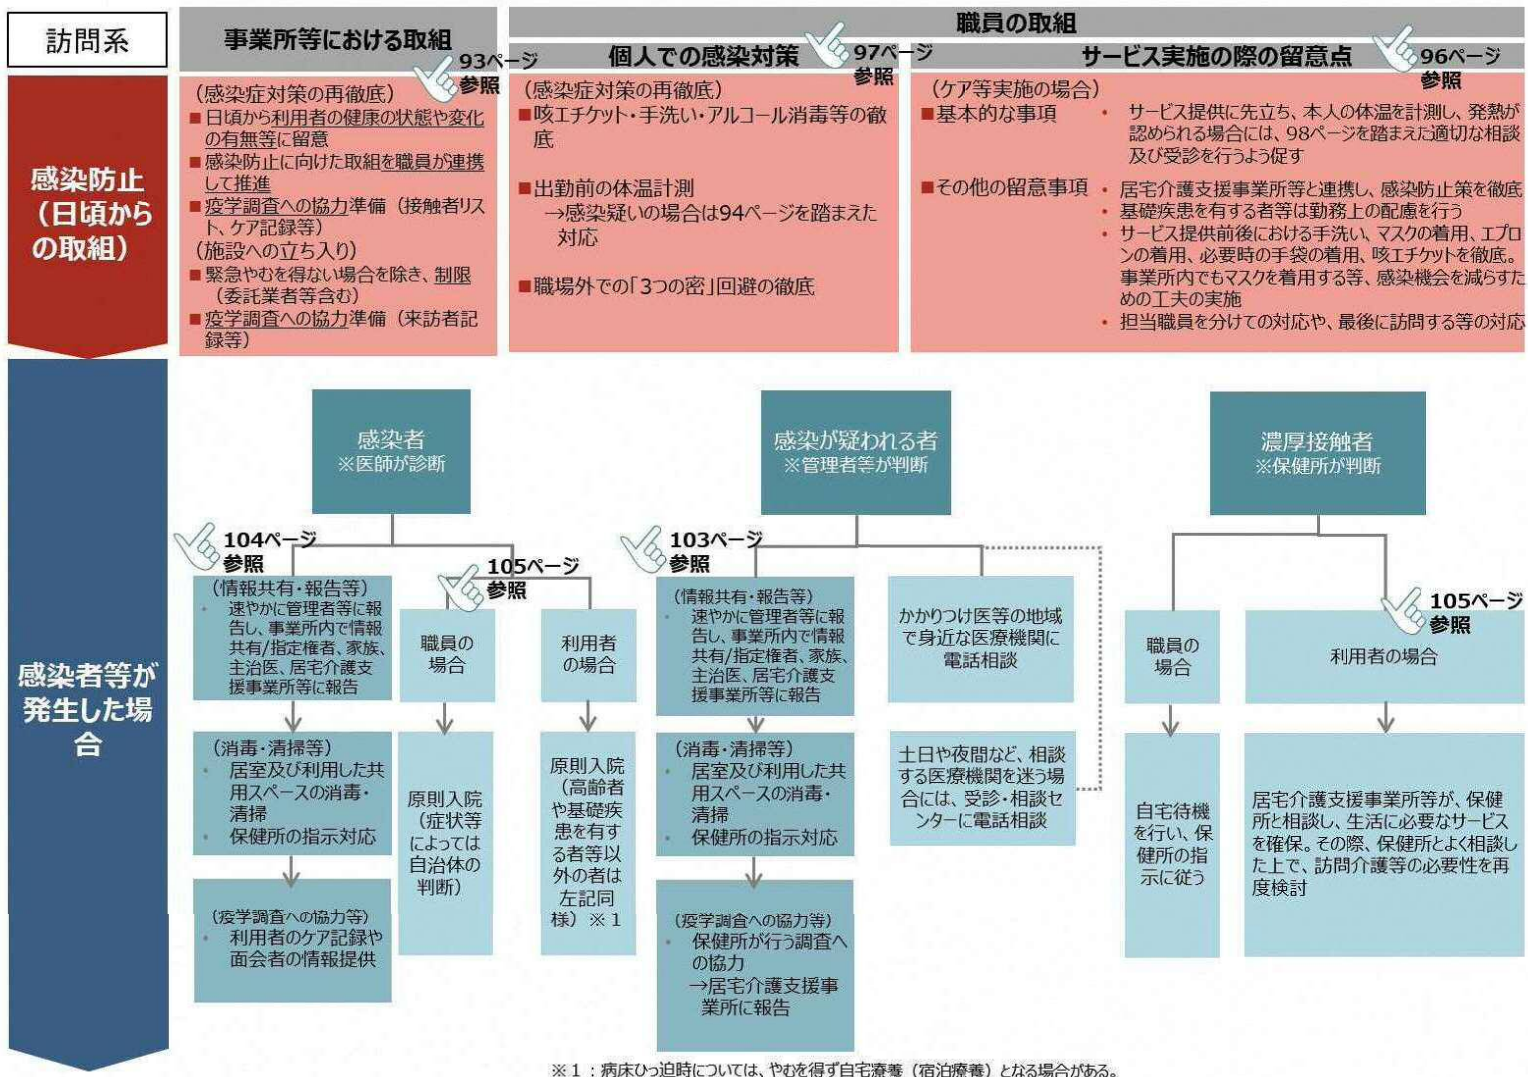 訪問系
事業所等における取組
93ページ
参照
職員の取組
個人での感染対策
97ページ
参照
サービス実施の際の留意点
96ページ
参照
感染防止
（日頃から
の取組）
（感染症対策の再徹底）
■日頃から利用者の健康の状態や変化
の有無等に留意
■感染防止に向けた取組を職員が連携
して推進
■疫学調査への協力準備（接触者リス
ト、ケア記録等）
（施設への立ち入り）
■緊急やむを得ない場合を除き、制限
（委託業者等含む）
■疫学調査への協力準備（来訪者記
録等）
（感染症対策の再徹底）
■咳エチケット・手洗い・アルコール消毒等の徹
底
■出勤前の体温計測
→感染疑いの場合は94ページを踏まえた
対応
■職場外での「3つの密」回避の徹底
（ケア等実施の場合）
■基本的な事項
• サービス提供に先立ち、本人の体温を計測し、発熱が
認められる場合には、98ページを踏まえた適切な相談
及び受診を行うよう促す
■その他の留意事項
• 居宅介護支援事業所等と連携し、感染防止策を徹底
• 基礎疾患を有する者等は勤務上の配慮を行う
• サービス提供前後における手洗い、マスクの着用、エプロ
ンの着用、必要時の手袋の着用、咳エチケットを徹底。
事業所内でもマスクを着用する等、感染機会を減らすた
めの工夫の実施
• 担当職員を分けての対応や、最後に訪問する等の対応
感染者等が
発生した場
合
感染者
※医師が診断
104ページ
参照
105ページ
参照
（情報共有・報告等）
• 速やかに管理者等に報
告し、事業所内で情報
共有/指定権者、家族、
主治医、居宅介護支
援事業所等に報告
（消毒・清掃等）
• 居室及び利用した共
用スペースの消毒・
清掃
• 保健所の指示対応
（疫学調査への協力等）
• 利用者のケア記録や
面会者の情報提供
職員の
場合
原則入院
（症状等
によっては
自治体の
判断）
利用者
の場合
原則入院
（高齢者
や基礎疾
患を有す
る者等以
外の者は
左記同
様）※１
感染が疑われる者
※管理者等が判断
103ページ
参照
（情報共有・報告等）
• 速やかに管理者等に報
告し、事業所内で情報
共有/指定権者、家族、
主治医、居宅介護支
援事業所等に報告
（消毒・清掃等）
• 居室及び利用した共
用スペースの消毒・
清掃
• 保健所の指示対応
（疫学調査への協力等）
• 保健所が行う調査へ
の協力
→居宅介護支援事
業所に報告
かかりつけ医等の地域
で身近な医療機関に
電話相談
土日や夜間など、相談
する医療機関を迷う場
合には、受診・相談セ
ンターに電話相談
濃厚接触者
※保健所が判断
105ページ
参照
職員の
場合
自宅待機
を行い、保
健所の指
示に従う
利用者の場合
居宅介護支援事業所等が、保健
所と相談し、生活に必要なサービス
を確保。その際、保健所とよく相談し
た上で、訪問介護等の必要性を再
度検討
※１：病床ひっ迫時については、やむを得ず自宅療養（宿泊療養）となる場合がある。